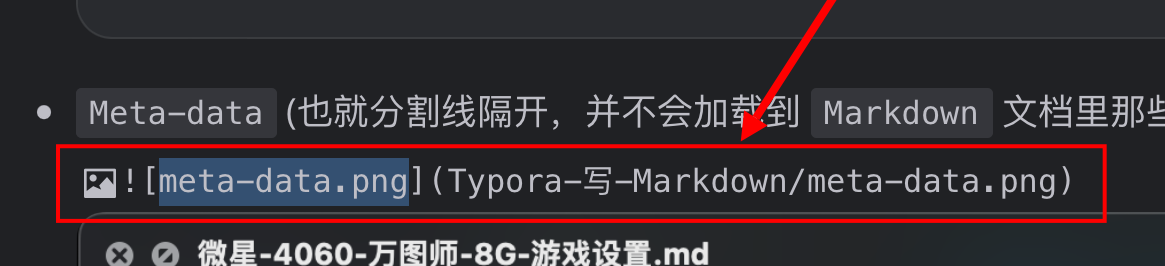 Meta-data (也就分割线隔开，并不会加载到 Markdown 文档里那些
![meta-data.png](Typora-写-Markdown/meta-data.png)
微星-4060-万图师-8G-游戏设置.md